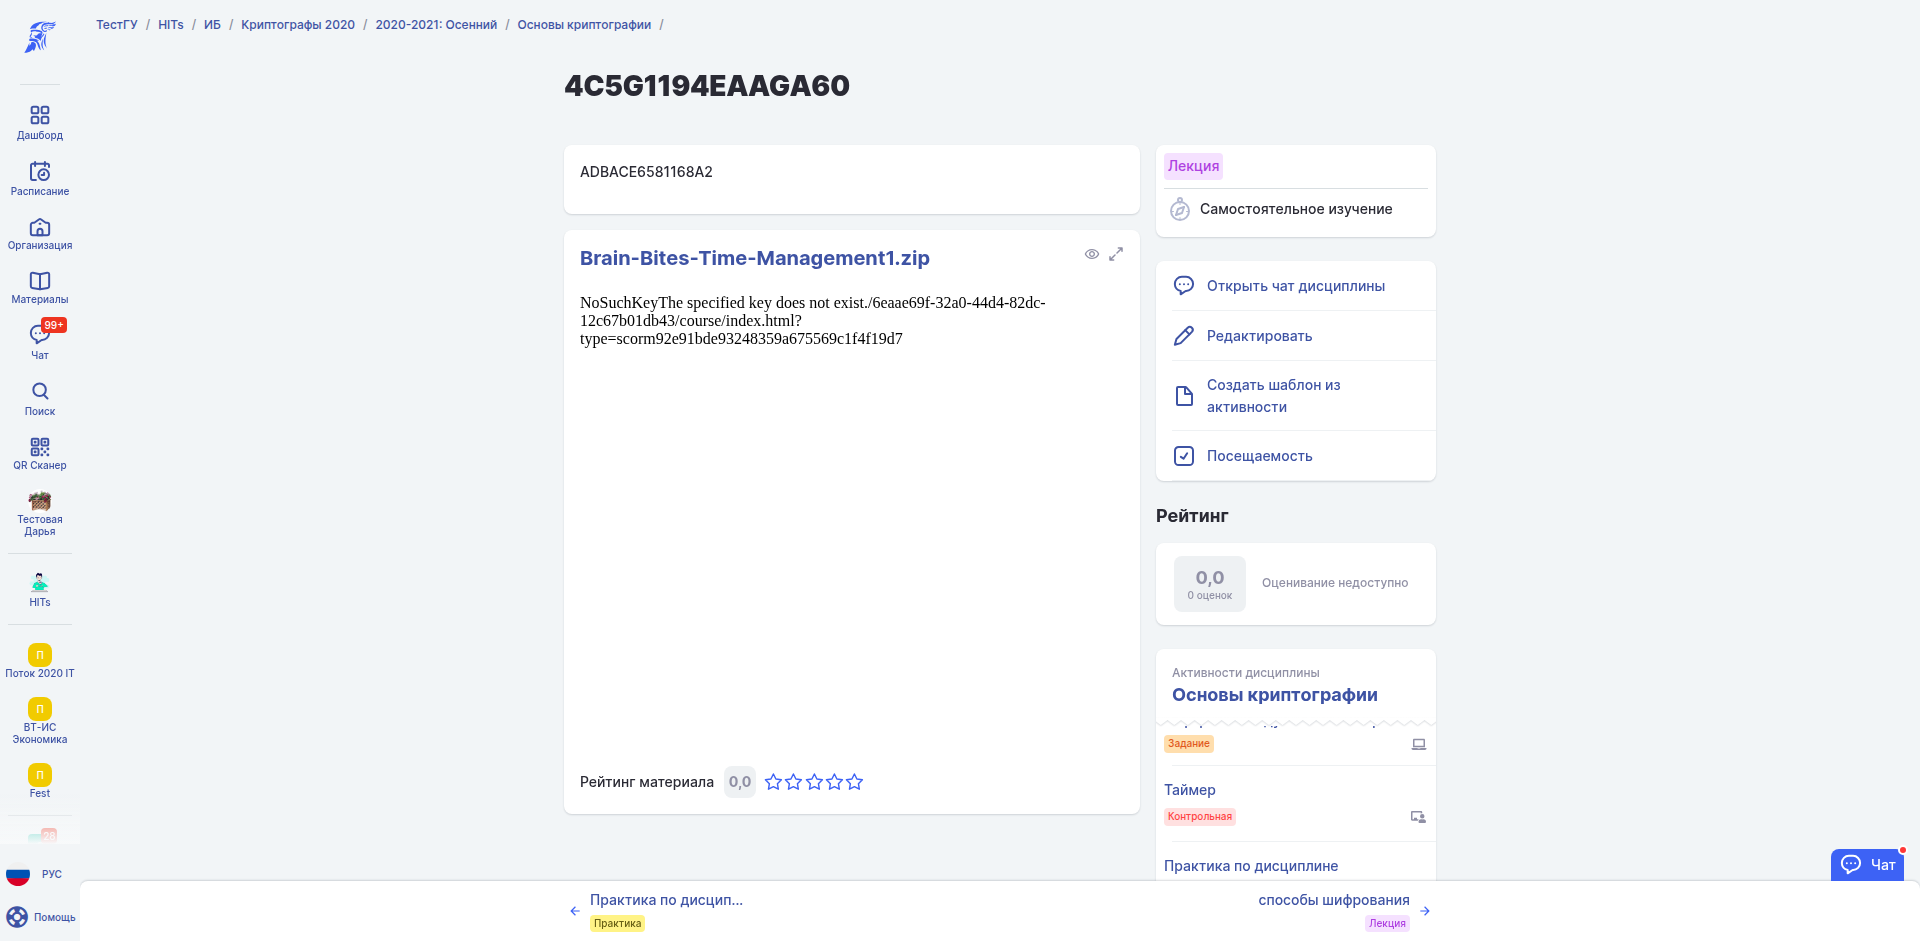 ТестГУ / HITs / ИБ / Криптографы 2020 / 2020-2021: Осенний / Основы криптографии /
4C5G1194EAAGA60
Дашборд
Расписание
Организация
Материалы
99+
Чат
Поиск
QR Сканер
Тестовая
Дарья
HITs
П
Поток 2020 IT
П
ВТ-ИС
Экономика
П
Fest
28
РУС
Помощь
ADBACE6581168A2
Brain-Bites-Time-Management1.zip
NoSuchKeyThe specified key does not exist./6eaae69f-32a0-44d4-82dc-
12c67b01db43/course/index.html?
type=scorm92e91bde93248359a675569c1f4f19d7
Рейтинг материала 0,0
Лекция
Самостоятельное изучение
Открыть чат дисциплины
Редактировать
Создать шаблон из
активности
Посещаемость
Рейтинг
0,0
0 оценок
Оценивание недоступно
Активности дисциплины
Основы криптографии
Задание
Таймер
Контрольная
Практика по дисциплине
Чат
Практика по дисцип...
Практика
способы шифрования
Лекция